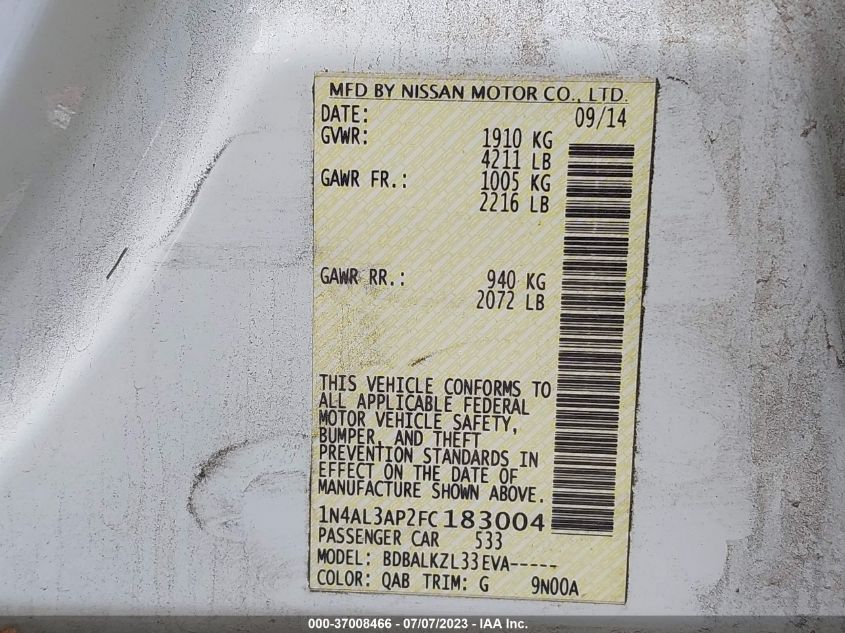 MFD BY NISSAN MOTOR CO., LTD.
DATE: 09/14
GVWR: 1910 KG
4211 LB
GAWR FR.: 1005 KG
2216 LB
GAWR RR.: 940 KG
2072 LB
THIS VEHICLE CONFORMS TO
ALL APPLICABLE FEDERAL
MOTOR VEHICLE SAFETY,
BUMPER, AND THEFT
PREVENTION STANDARDS IN
EFFECT ON THE DATE OF
MANUFACTURE SHOWN ABOVE.
1N4AL3AP2FC183004
PASSENGER CAR 533
MODEL: BDBALKZL33EVA-----
COLOR: QAB TRIM: G 9N00A
000-37008466 - 07/07/2023 - IAA Inc.